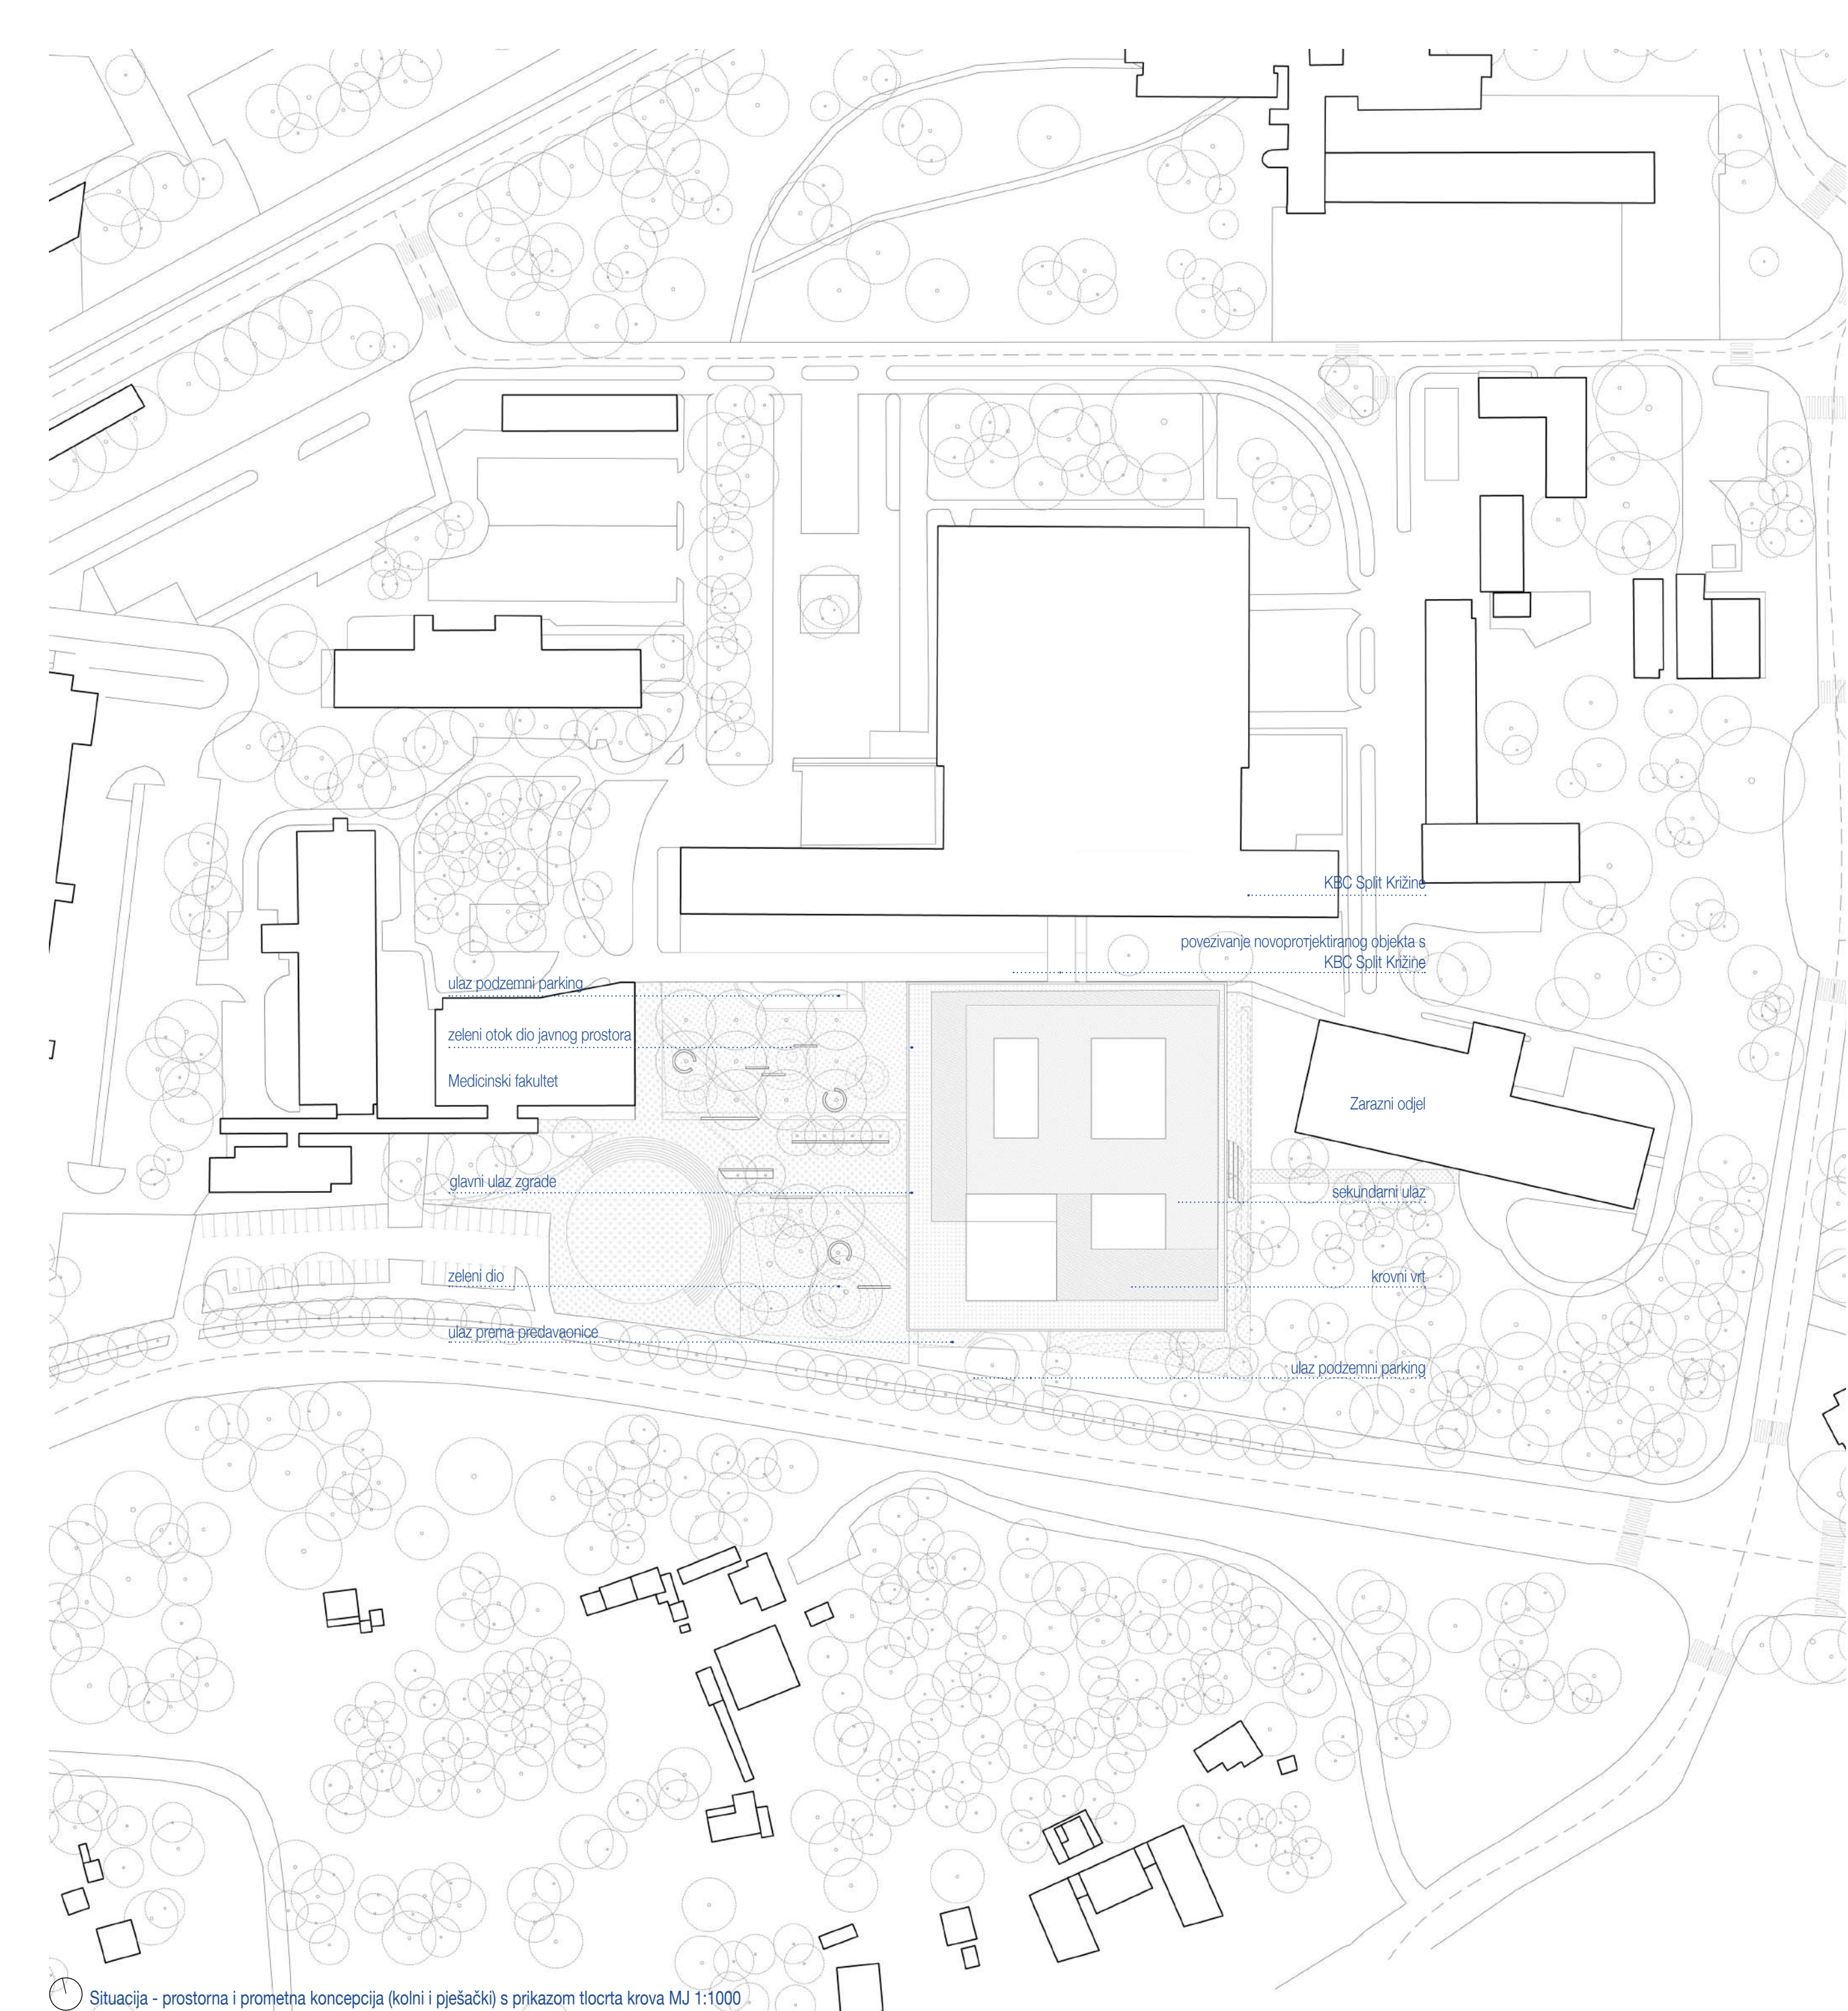 KBC Split Križine
povezivanje novoproтjektiranog objekta s
KBC Split Križine
ulaz podzemni parking
zeleni otok dio javnog prostora
Medicinski fakultet
Zarazni odjel
glavni ulaz zgrade
sekundarni ulaz
zeleni dio
krovni vrt
ulaz prema predavaonice
ulaz podzemni parking
Situacija - prostorna i prometna koncepcija (kolni i pješački) s prikazom tlocrta krova MJ 1:1000